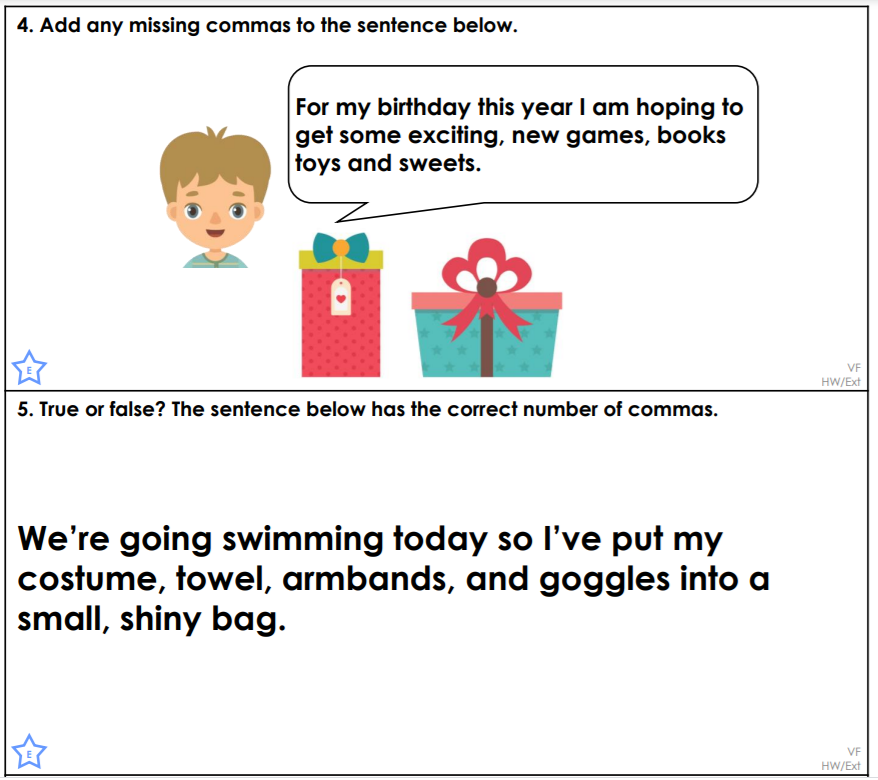 4. Add any missing commas to the sentence below.
For my birthday this year I am hoping to
get some exciting, new games, books
toys and sweets.
E
VF
HW/Ext
5. True or false? The sentence below has the correct number of commas.
We’re going swimming today so I’ve put my
costume, towel, armbands, and goggles into a
small, shiny bag.
E
VF
HW/Ext